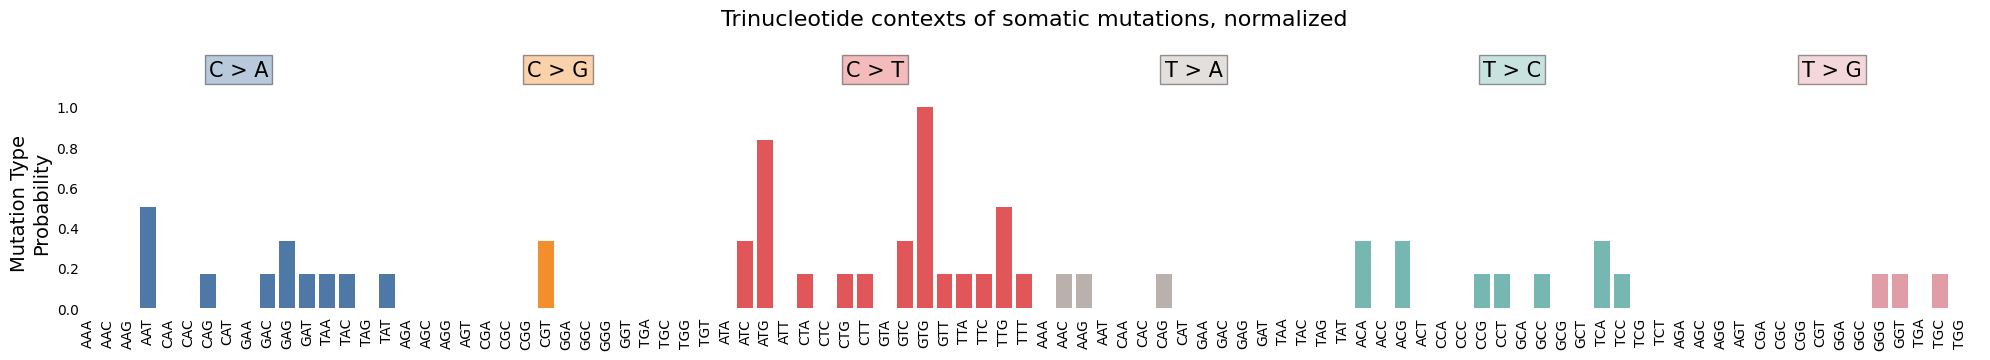 Trinucleotide contexts of somatic mutations, normalized
C > A C > G C > T T > A T > C T > G
Mutation Type
Probability
1.0
0.8
0.6
0.4
0.2
0.0
AAA AAC AAG AAT CAA CAC CAG CAT GAA GAC GAG GAT TAA TAC TAG TAT AGA AGC AGG AGT CGA CGC CGG CGT GGA GGC GGG GGT TGA TGC TGG TGT ATA ATC ATG ATT CTA CTC CTG CTT GTA GTC GTG GTT TTA TTC TTG TTT AAA AAC AAG AAT CAA CAC CAG CAT GAA GAC GAG GAT TAA TAC TAG TAT ACA ACC ACG ACT CCA CCC CCG CCT GCA GCC GCG GCT TCA TCC TCG TCT AGA AGC AGG AGT CGA CGC CGG CGT GGA GGC GGG GGT TGA TGC TGG